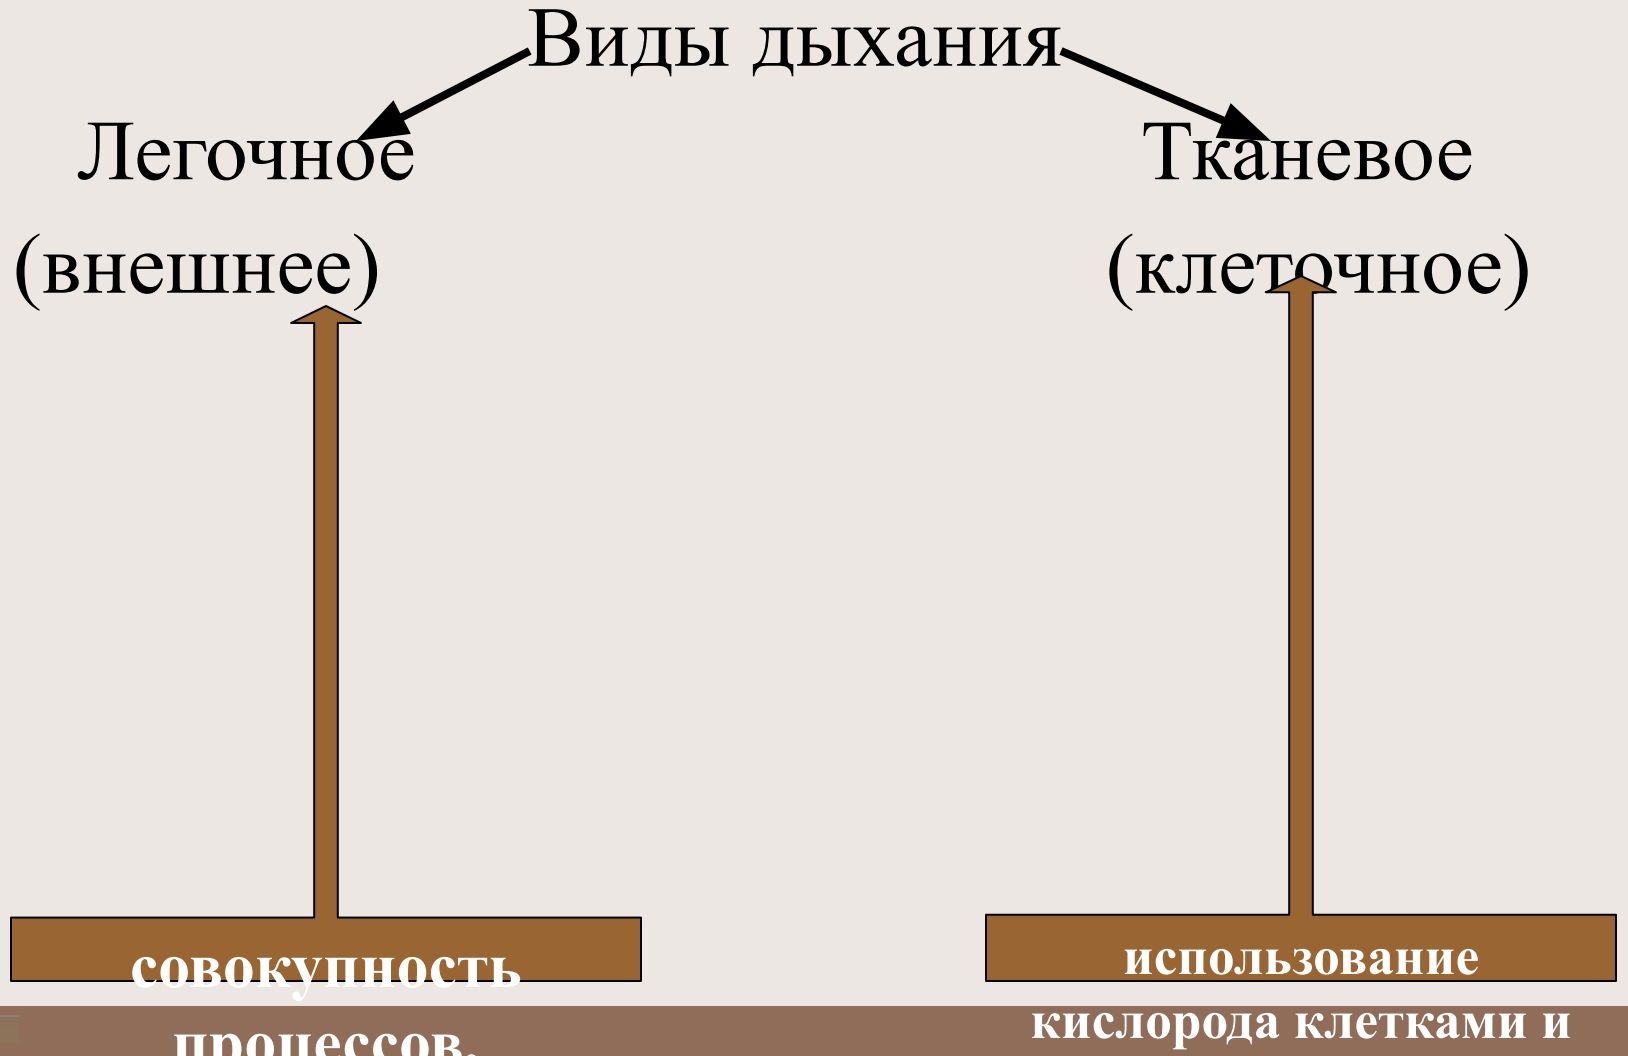 Виды дыхания
Легочное
(внешнее)
Тканевое
(клеточное)
совокупность
процессов,
использование
кислорода клетками и